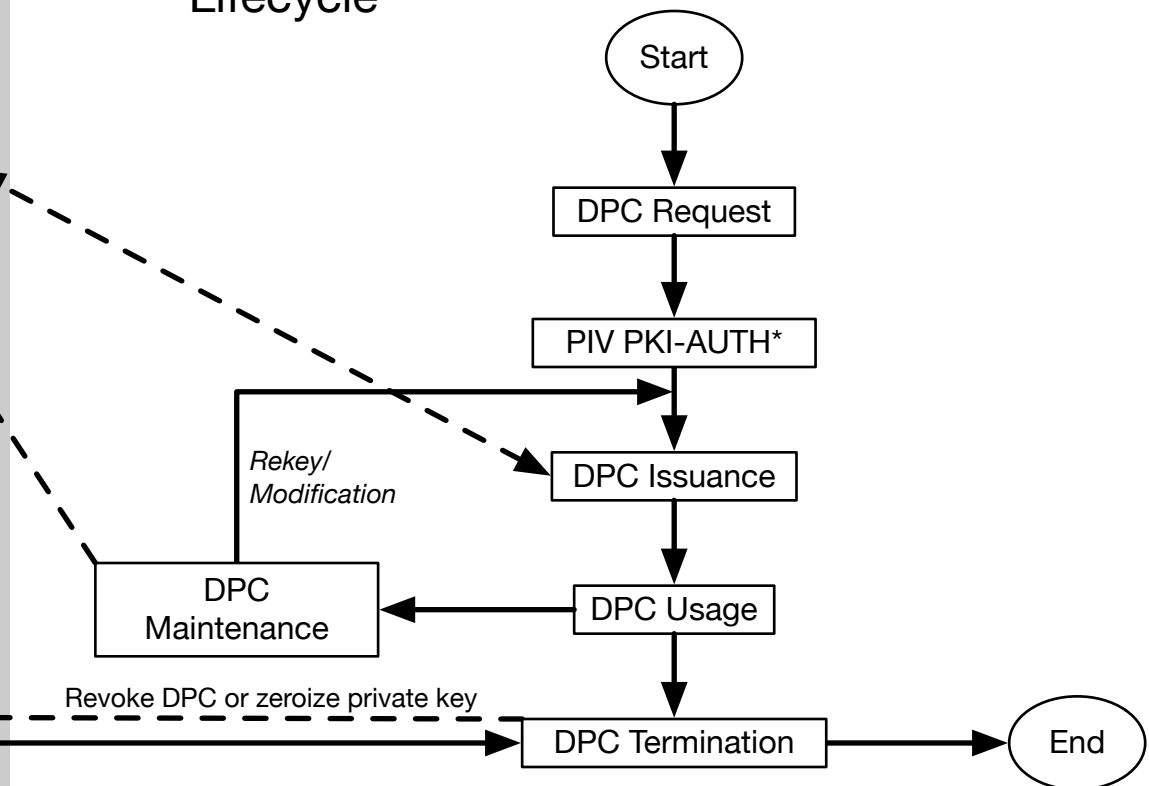 Lifecycle
Start
DPC Request
PIV PKI-AUTH*
Rekey/
Modification
DPC Issuance
DPC
Maintenance
DPC Usage
Revoke DPC or zeroize private key
DPC Termination
End